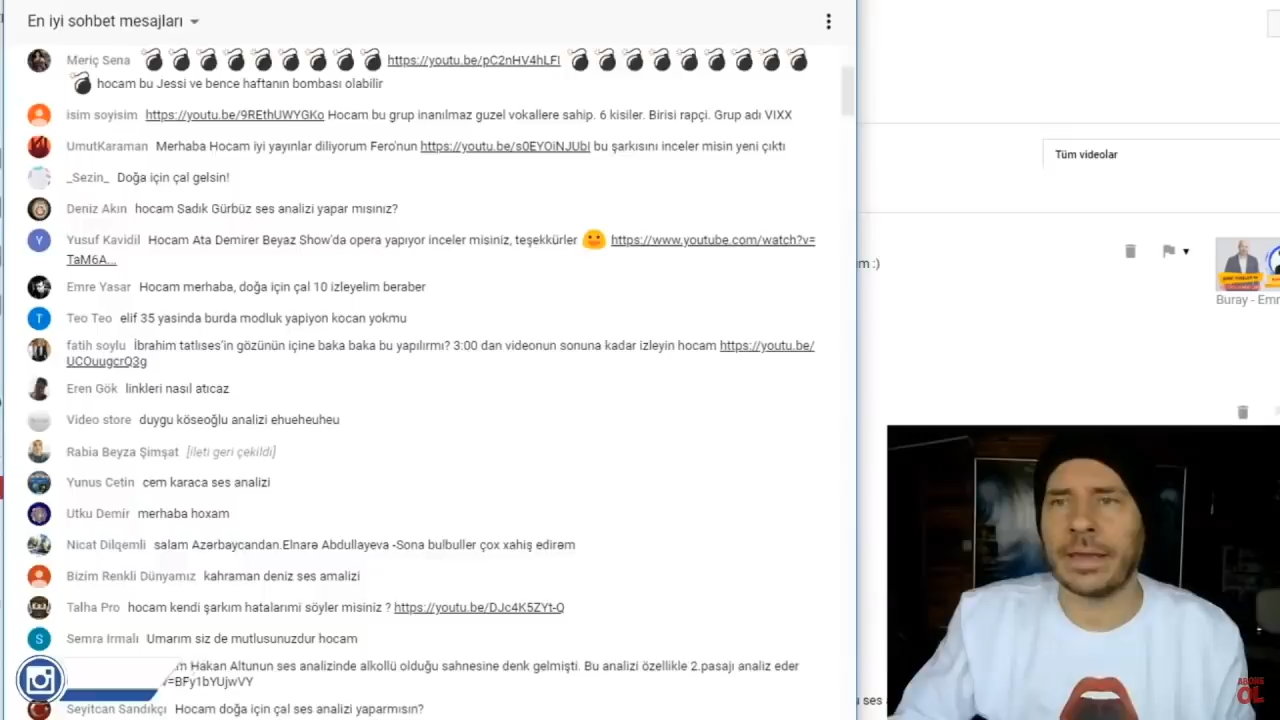 En iyi sohbet mesajları
Meriç Sena https://youtu.be/pC2nHV4hLFI
hocam bu Jessi ve bence haftanın bombası olabilir
isim soyisim https://youtu.be/9REthUWYGKo Hocam bu grup inanılmaz guzel vokallere sahip. 6 kisiler. Birisi rapçi. Grup adı VIXX
UmutKaraman Merhaba Hocam iyi yayınlar diliyorum Fero'nun https://youtu.be/s0EYOiNJUbI bu şarkısını inceler misin yeni çıktı
_Sezin_ Doğa için çal gelsin!
Deniz Akın hocam Sadık Gürbüz ses analizi yapar mısınız?
Y Yusuf Kavidil Hocam Ata Demirer Beyaz Show'da opera yapıyor inceler misiniz, teşekkürler https://www.youtube.com/watch?v=
TaM6A...
Emre Yasar Hocam merhaba, doğa için çal 10 izleyelim beraber
T Teo Teo elif 35 yasinda burda modluk yapiyon kocan yokmu
fatih soylu İbrahim tatlıses'in gözünün içine baka baka bu yapılırmı? 3:00 dan videonun sonuna kadar izleyin hocam https://youtu.be/
UCOuugcrQ3g
Eren Gök linkleri nasıl atıcaz
Video store duygu köseoğlu analizi ehueheuheu
Rabia Beyza Şimşat [ileti geri çekildi]
Yunus Cetin cem karaca ses analizi
Utku Demir merhaba hoxam
Nicat Dilqemli salam Azərbaycandan.Elnarə Abdullayeva -Sona bulbuller çox xahiş edirəm
Bizim Renkli Dünyamız kahraman deniz ses amalizi
Talha Pro hocam kendi şarkım hatalarımı söyler misiniz ? https://youtu.be/DJc4K5ZYt-Q
S Semra Irmalı Umarım siz de mutlusunuzdur hocam
Hakan Altunun ses analizinde alkollü olduğu sahnesine denk gelmişti. Bu analizi özellikle 2.pasajı analiz eder
v=BFy1bYUjwVY
Seyitcan Sandıkçı Hocam doğa için çal ses analizi yaparmısın?
Tüm videolar
m :)
Buray - Emr
ses
ABONE
OL